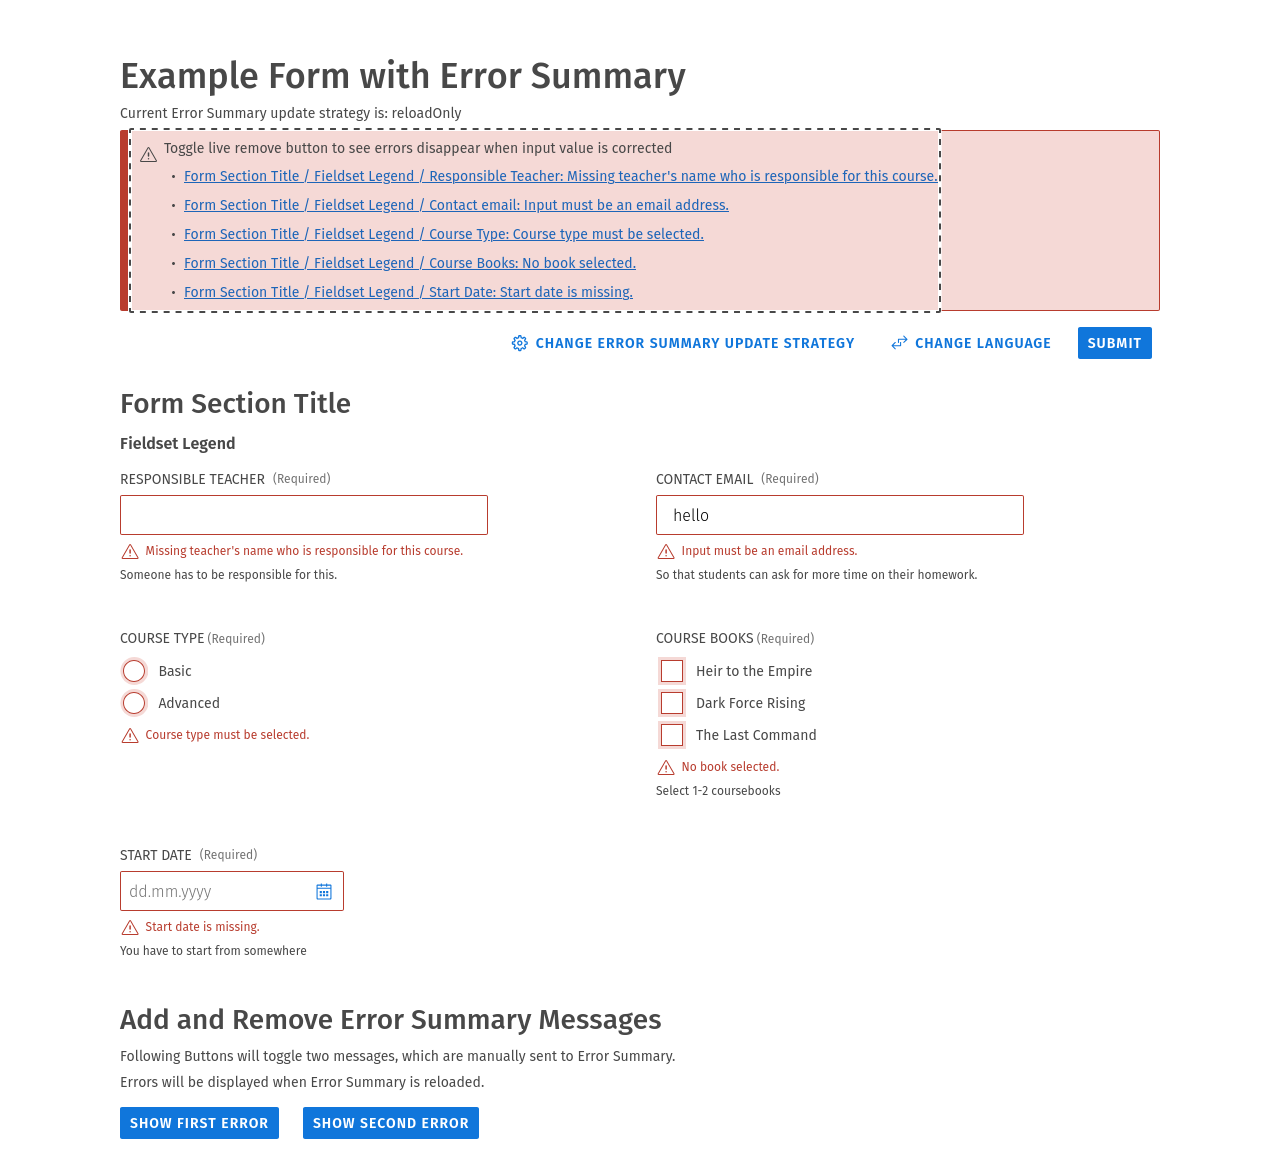 Example Form with Error Summary
Current Error Summary update strategy is: reloadOnly
Toggle live remove button to see errors disappear when input value is corrected
• Form Section Title / Fieldset Legend / Responsible Teacher: Missing teacher's name who is responsible for this course.
• Form Section Title / Fieldset Legend / Contact email: Input must be an email address.
• Form Section Title / Fieldset Legend / Course Type: Course type must be selected.
• Form Section Title / Fieldset Legend / Course Books: No book selected.
• Form Section Title / Fieldset Legend / Start Date: Start date is missing.
CHANGE ERROR SUMMARY UPDATE STRATEGY CHANGE LANGUAGE SUBMIT
Form Section Title
Fieldset Legend
RESPONSIBLE TEACHER (Required)
Missing teacher's name who is responsible for this course.
Someone has to be responsible for this.
CONTACT EMAIL (Required)
hello
Input must be an email address.
So that students can ask for more time on their homework.
COURSE TYPE (Required)
Basic
Advanced
Course type must be selected.
COURSE BOOKS (Required)
Heir to the Empire
Dark Force Rising
The Last Command
No book selected.
Select 1-2 coursebooks
START DATE (Required)
dd.mm.yyyy
Start date is missing.
You have to start from somewhere
Add and Remove Error Summary Messages
Following Buttons will toggle two messages, which are manually sent to Error Summary.
Errors will be displayed when Error Summary is reloaded.
SHOW FIRST ERROR SHOW SECOND ERROR